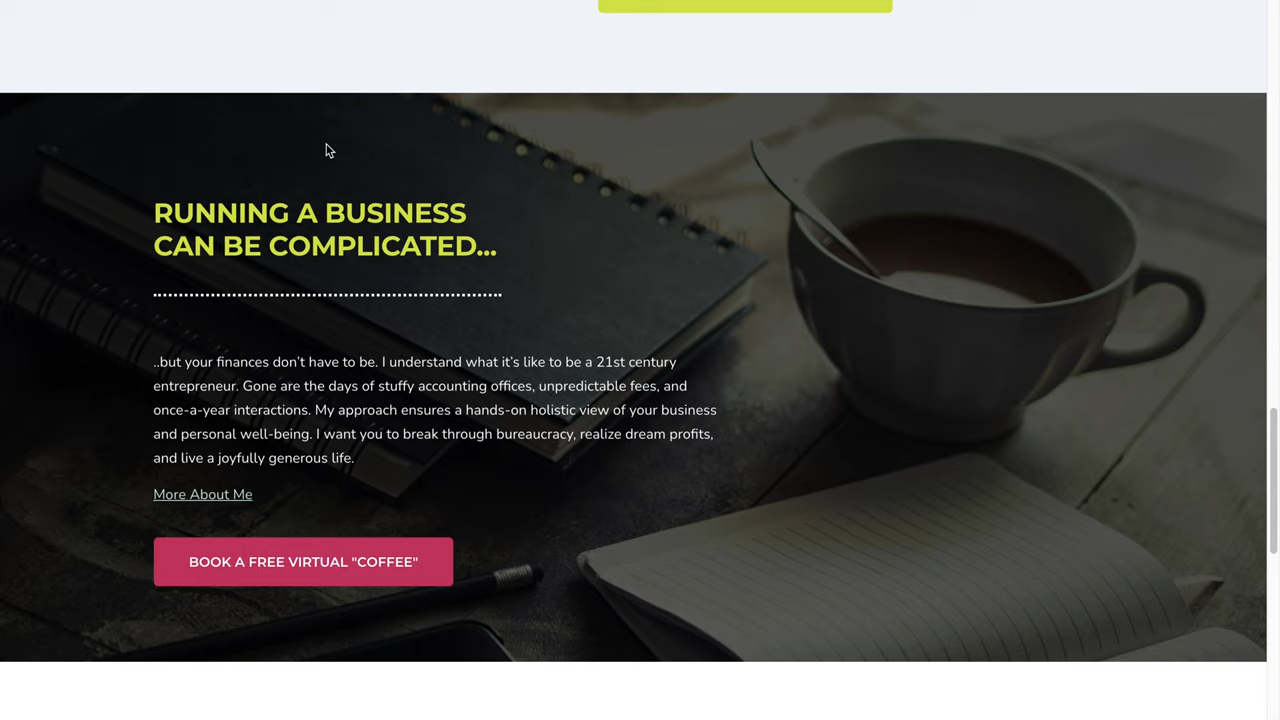 RUNNING A BUSINESS
CAN BE COMPLICATED...
..but your finances don't have to be. I understand what it's like to be a 21st century
entrepreneur. Gone are the days of stuffy accounting offices, unpredictable fees, and
once-a-year interactions. My approach ensures a hands-on holistic view of your business
and personal well-being. I want you to break through bureaucracy, realize dream profits,
and live a joyfully generous life.
More About Me
BOOK A FREE VIRTUAL "COFFEE"